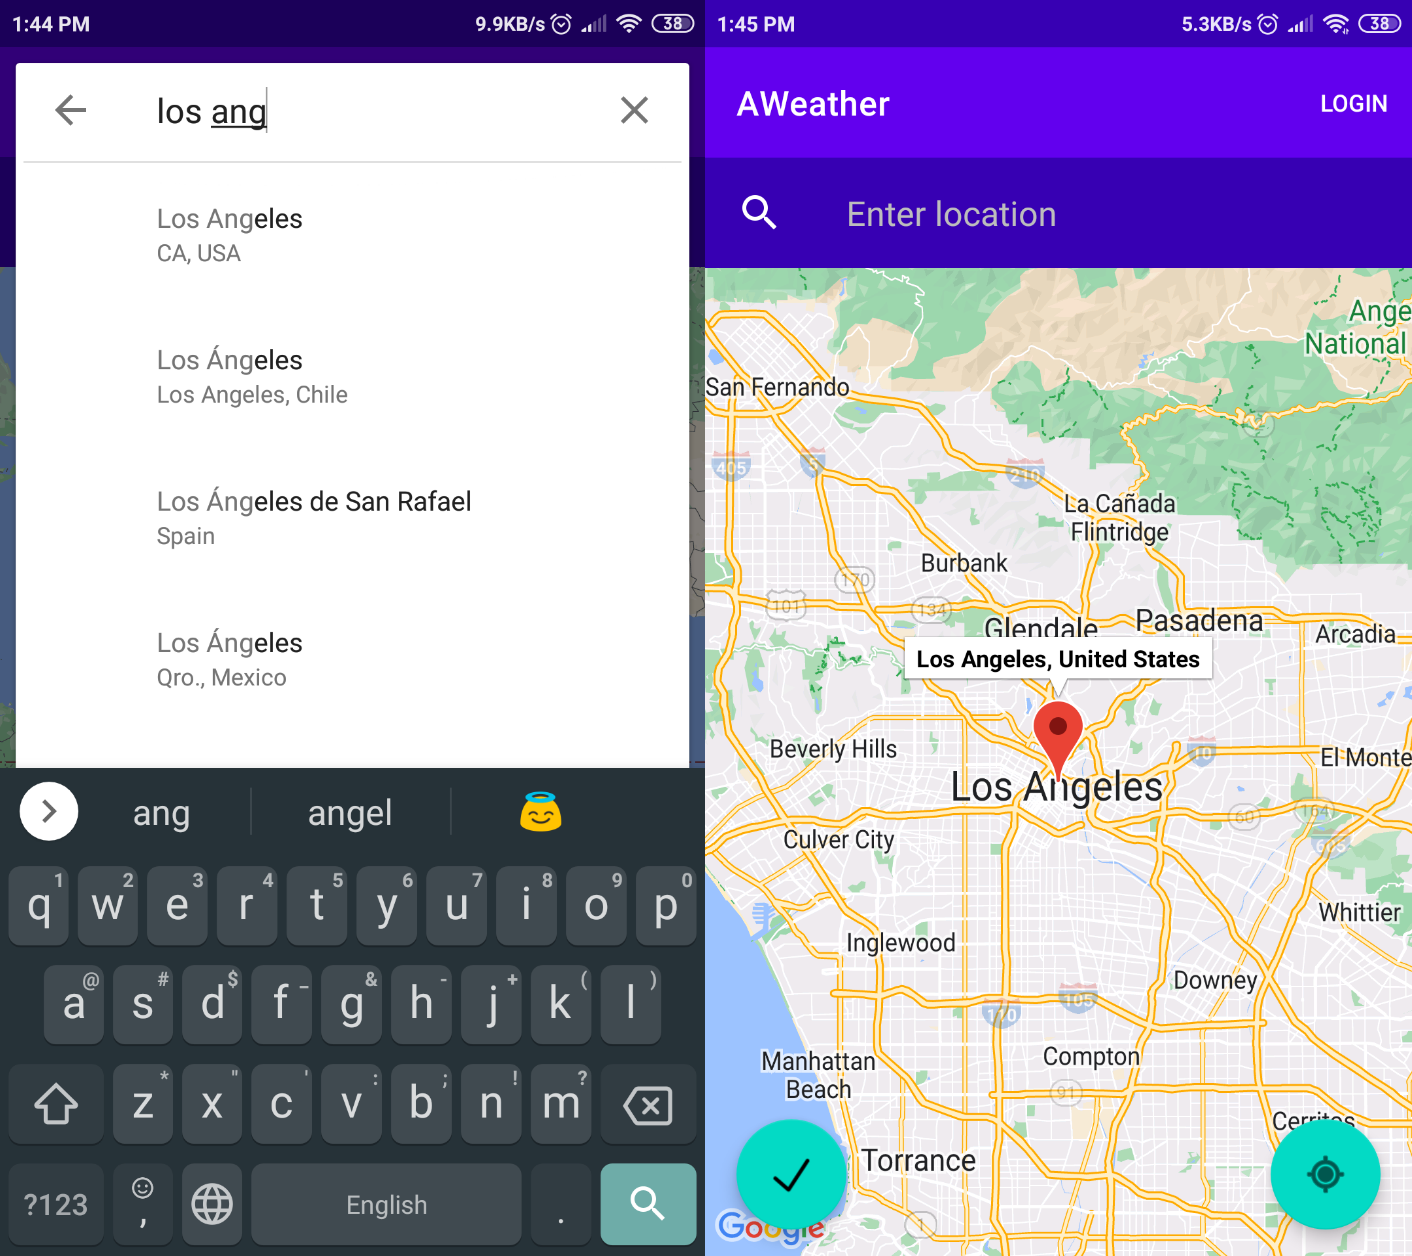 1:44 PM
9.9KB/s
38
los ang
Los Angeles
CA, USA
Los Ángeles
Los Angeles, Chile
Los Ángeles de San Rafael
Spain
Los Ángeles
Qro., Mexico
ang
angel
q1 w2 e3 r4 t5 y6 u7 i8 o9 p0
a@ s# d$ f_ g& h- j+ k( l)
z* x" c' v: b; n! m?
?123 , English .
1:45 PM
5.3KB/s
38
AWeather
LOGIN
Enter location
Ange
National
San Fernando
405
5
210
2
La Cañada
Flintridge
Burbank
170
101
134
Glendale
Pasadena
Arcadia
Los Angeles, United States
Beverly Hills
10
El Monte
Los Angeles
Culver City
60
164
605
Whittier
Inglewood
Downey
110
105
Manhattan
Beach
Compton
91
Cerritos
Torrance
1
Google